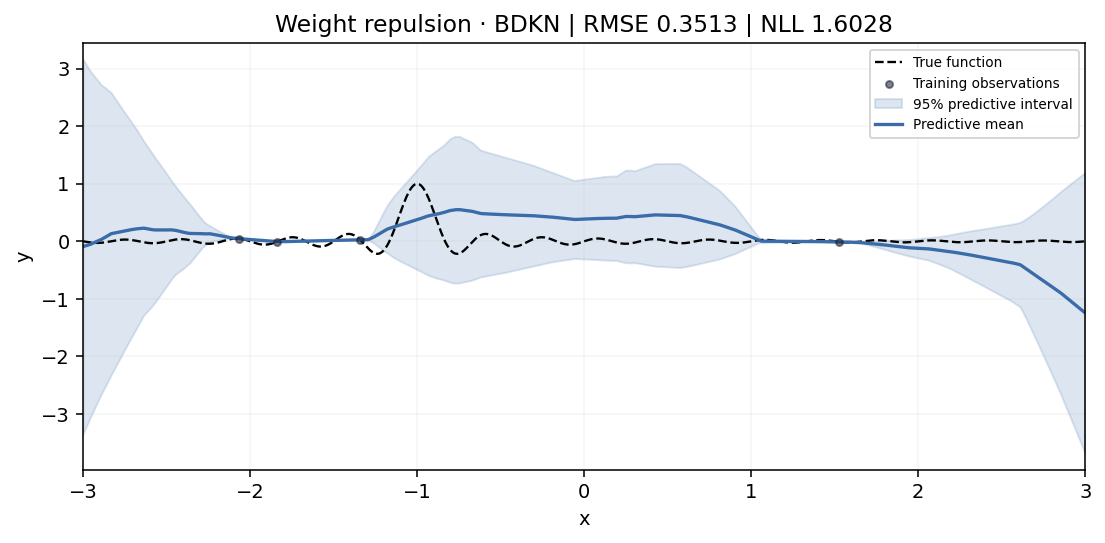 Weight repulsion · BDKN | RMSE 0.3513 | NLL 1.6028
True function
Training observations
95% predictive interval
Predictive mean
y
3
2
1
0
−1
−2
−3
−3 −2 −1 0 1 2 3
x